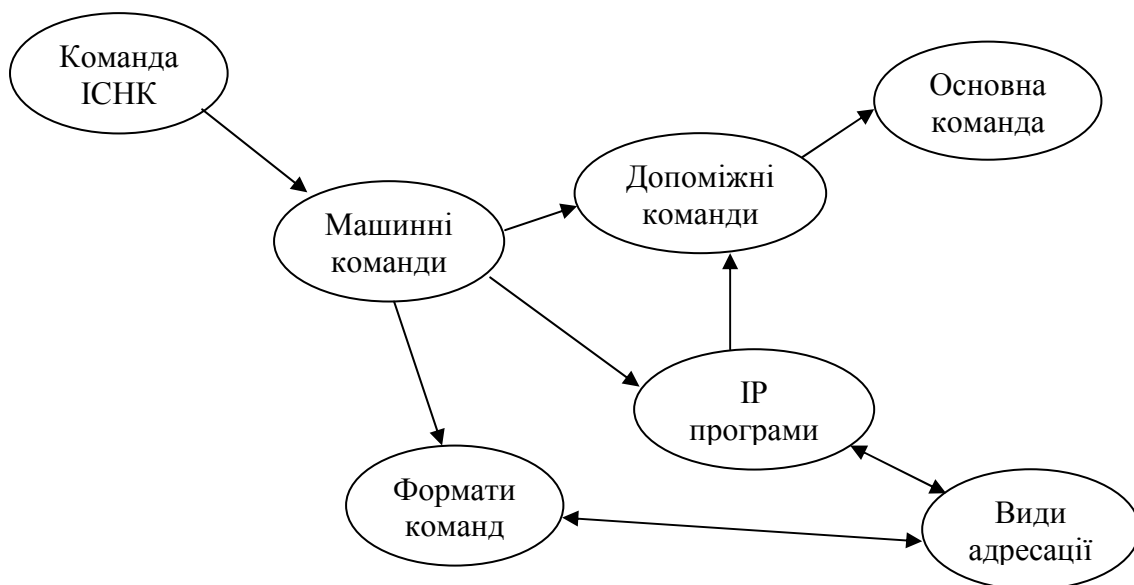 Команда
ІСНК
Основна
команда
Допоміжні
команди
Машинні
команди
ІР
програми
Формати
команд
Види
адресації